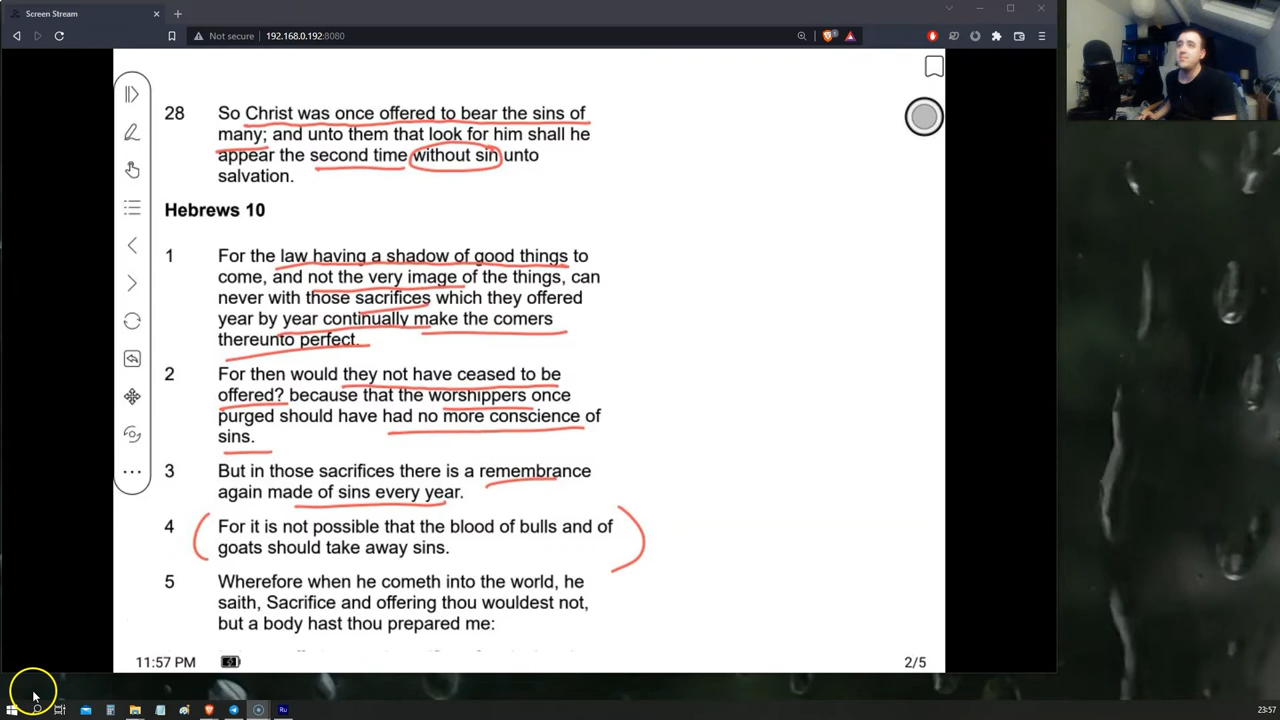 Screen Stream
Not secure
192.168.0.192:8080
28 So Christ was once offered to bear the sins of
many; and unto them that look for him shall he
appear the second time without sin unto
salvation.
Hebrews 10
1 For the law having a shadow of good things to
come, and not the very image of the things, can
never with those sacrifices which they offered
year by year continually make the comers
thereunto perfect.
2 For then would they not have ceased to be
offered? because that the worshippers once
purged should have had no more conscience of
sins.
3 But in those sacrifices there is a remembrance
again made of sins every year.
4 For it is not possible that the blood of bulls and of
goats should take away sins.
5 Wherefore when he cometh into the world, he
saith, Sacrifice and offering thou wouldest not,
but a body hast thou prepared me:
11:57 PM
2/5
Ru
23:57